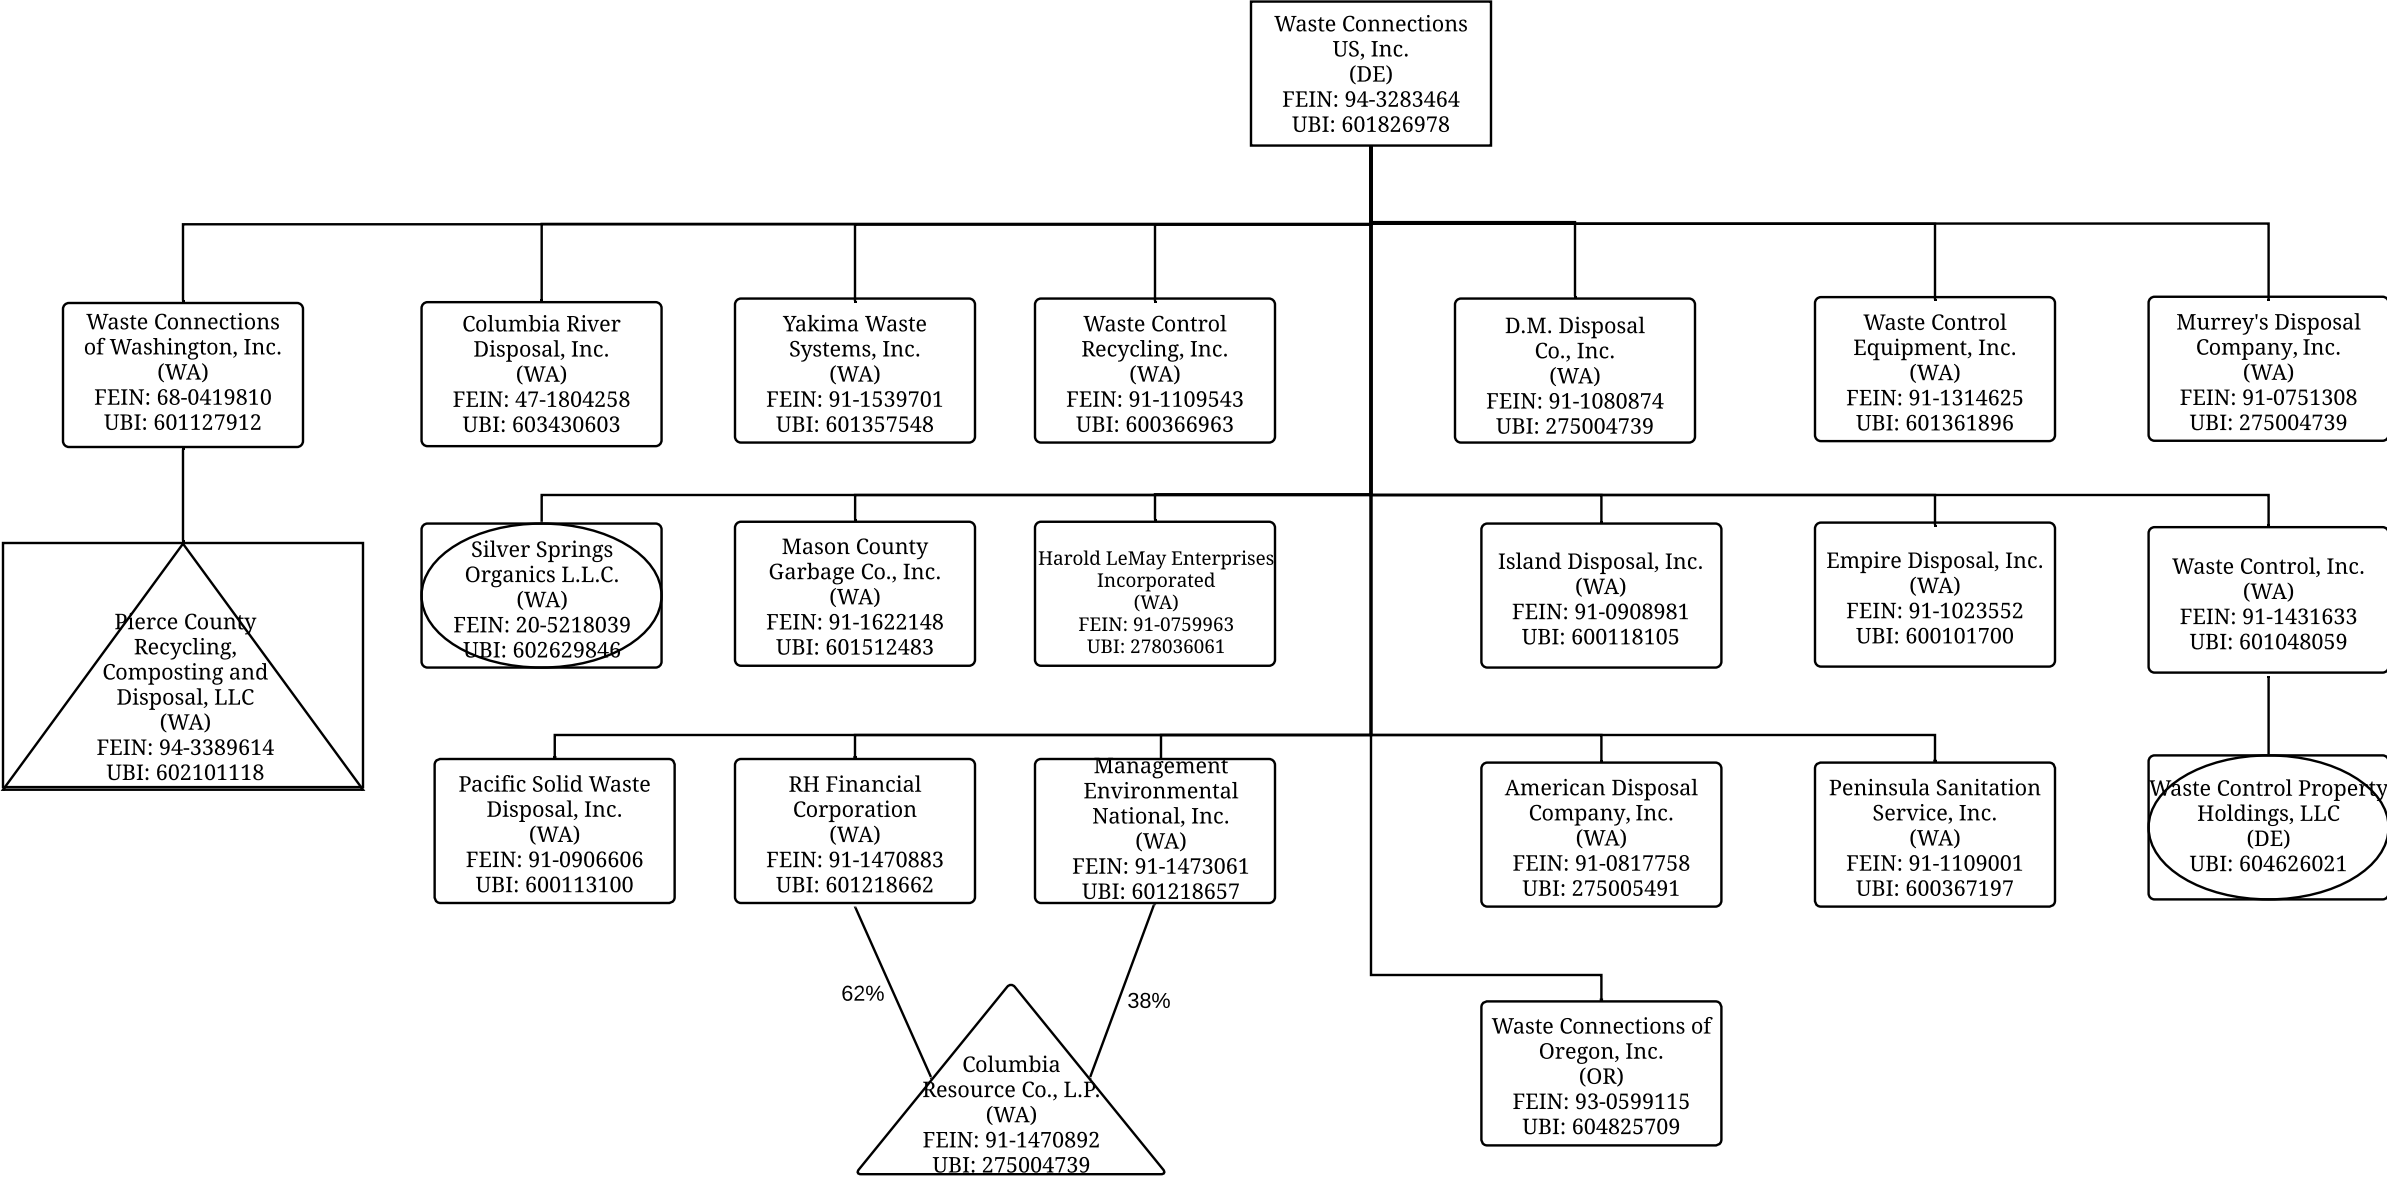 Waste Connections
US, Inc.
(DE)
FEIN: 94-3283464
UBI: 601826978
Waste Connections
of Washington, Inc.
(WA)
FEIN: 68-0419810
UBI: 601127912
Columbia River
Disposal, Inc.
(WA)
FEIN: 47-1804258
UBI: 603430603
Yakima Waste
Systems, Inc.
(WA)
FEIN: 91-1539701
UBI: 601357548
Waste Control
Recycling, Inc.
(WA)
FEIN: 91-1109543
UBI: 600366963
D.M. Disposal
Co., Inc.
(WA)
FEIN: 91-1080874
UBI: 275004739
Waste Control
Equipment, Inc.
(WA)
FEIN: 91-1314625
UBI: 601361896
Murrey's Disposal
Company, Inc.
(WA)
FEIN: 91-0751308
UBI: 275004739
Pierce County
Recycling,
Composting and
Disposal, LLC
(WA)
FEIN: 94-3389614
UBI: 602101118
Silver Springs
Organics L.L.C.
(WA)
FEIN: 20-5218039
UBI: 602629846
Mason County
Garbage Co., Inc.
(WA)
FEIN: 91-1622148
UBI: 601512483
Harold LeMay Enterprises
Incorporated
(WA)
FEIN: 91-0759963
UBI: 278036061
Island Disposal, Inc.
(WA)
FEIN: 91-0908981
UBI: 600118105
Empire Disposal, Inc.
(WA)
FEIN: 91-1023552
UBI: 600101700
Waste Control, Inc.
(WA)
FEIN: 91-1431633
UBI: 601048059
Pacific Solid Waste
Disposal, Inc.
(WA)
FEIN: 91-0906606
UBI: 600113100
RH Financial
Corporation
(WA)
FEIN: 91-1470883
UBI: 601218662
Management
Environmental
National, Inc.
(WA)
FEIN: 91-1473061
UBI: 601218657
American Disposal
Company, Inc.
(WA)
FEIN: 91-0817758
UBI: 275005491
Peninsula Sanitation
Service, Inc.
(WA)
FEIN: 91-1109001
UBI: 600367197
Waste Control Property
Holdings, LLC
(DE)
UBI: 604626021
62%
38%
Columbia
Resource Co., L.P.
(WA)
FEIN: 91-1470892
UBI: 275004739
Waste Connections of
Oregon, Inc.
(OR)
FEIN: 93-0599115
UBI: 604825709